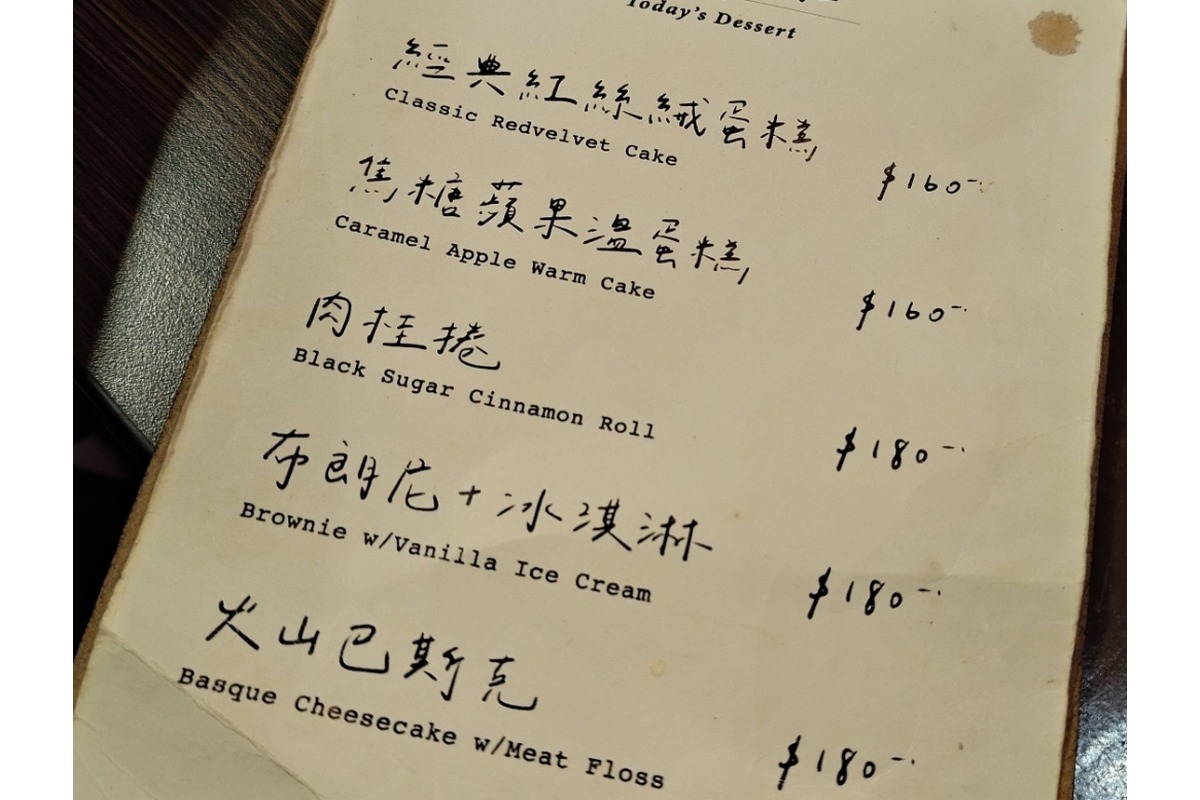 Today's Dessert
經典紅絲絨蛋糕
Classic Redvelvet Cake
$160-
焦糖蘋果溫蛋糕
Caramel Apple Warm Cake
$160-
肉桂捲
Black Sugar Cinnamon Roll
$180-
布朗尼+冰淇淋
Brownie w/Vanilla Ice Cream
$180-
火山巴斯克
Basque Cheesecake w/Meat Floss
$180-